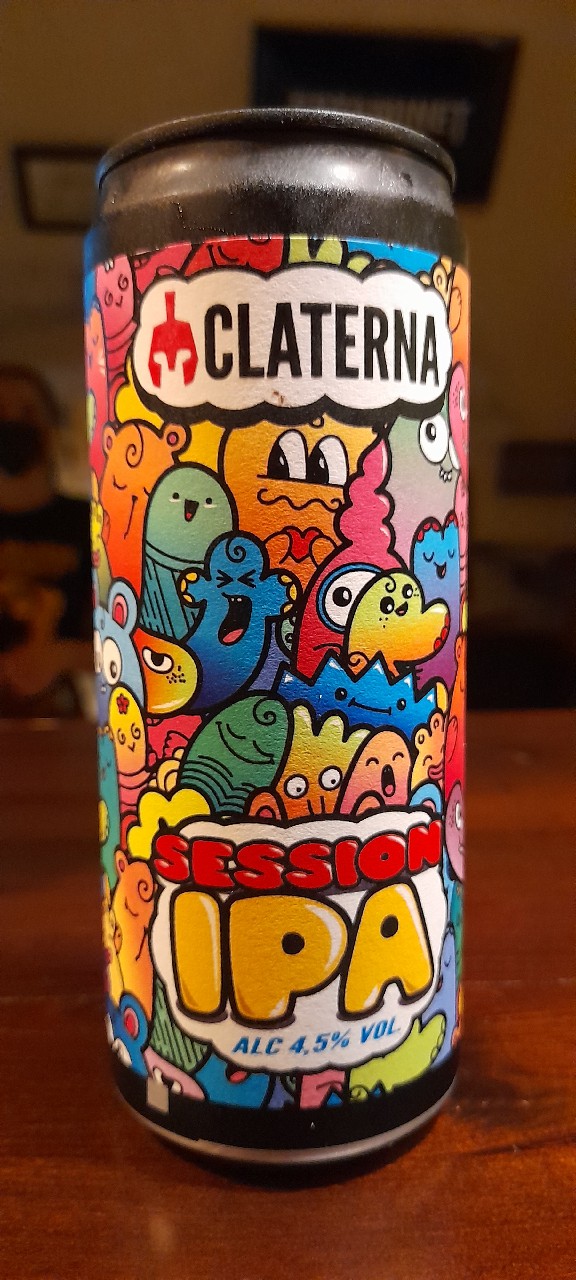 CLATERNA
SESSION
IPA
ALC 4,5% VOL